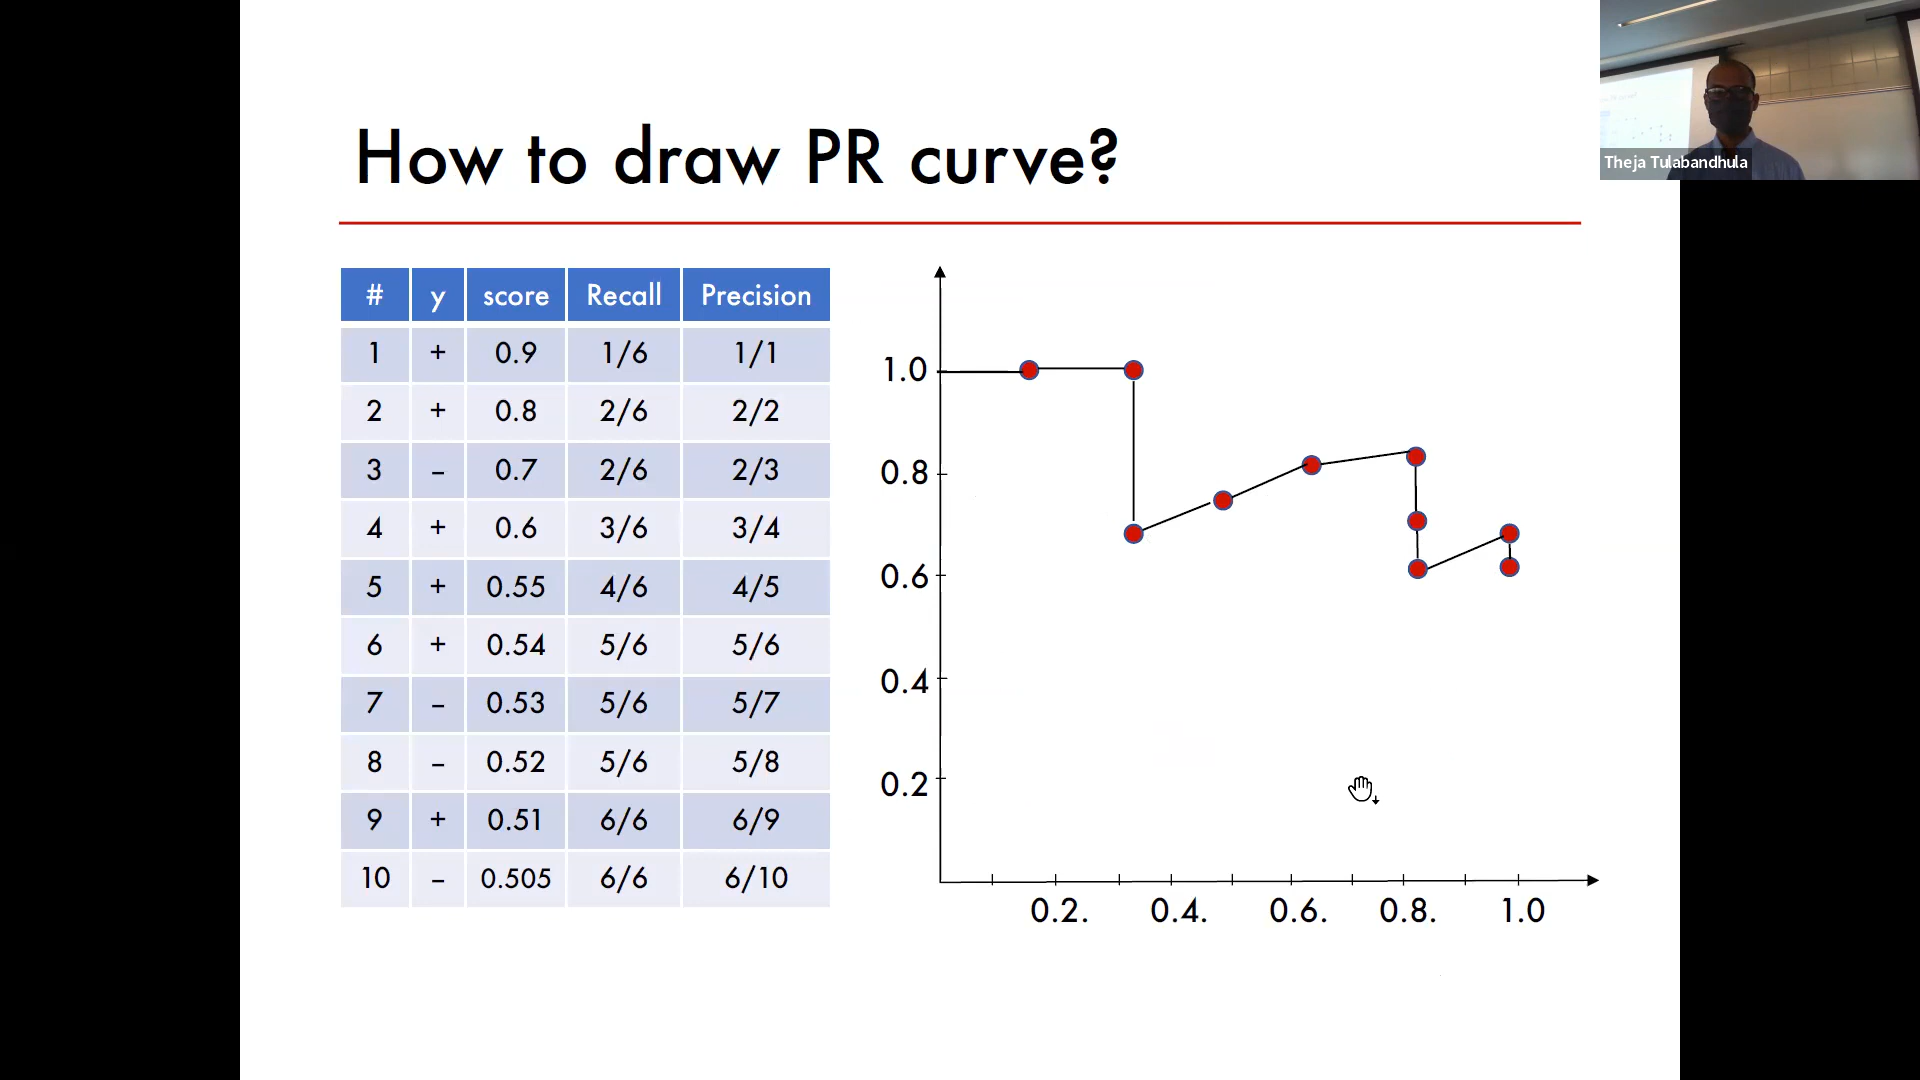 How to draw PR curve?
Theja Tulabandhula
# y score Recall Precision
1 + 0.9 1/6 1/1
2 + 0.8 2/6 2/2
3 – 0.7 2/6 2/3
4 + 0.6 3/6 3/4
5 + 0.55 4/6 4/5
6 + 0.54 5/6 5/6
7 – 0.53 5/6 5/7
8 – 0.52 5/6 5/8
9 + 0.51 6/6 6/9
10 – 0.505 6/6 6/10
1.0
0.8
0.6
0.4
0.2
0.2. 0.4. 0.6. 0.8. 1.0